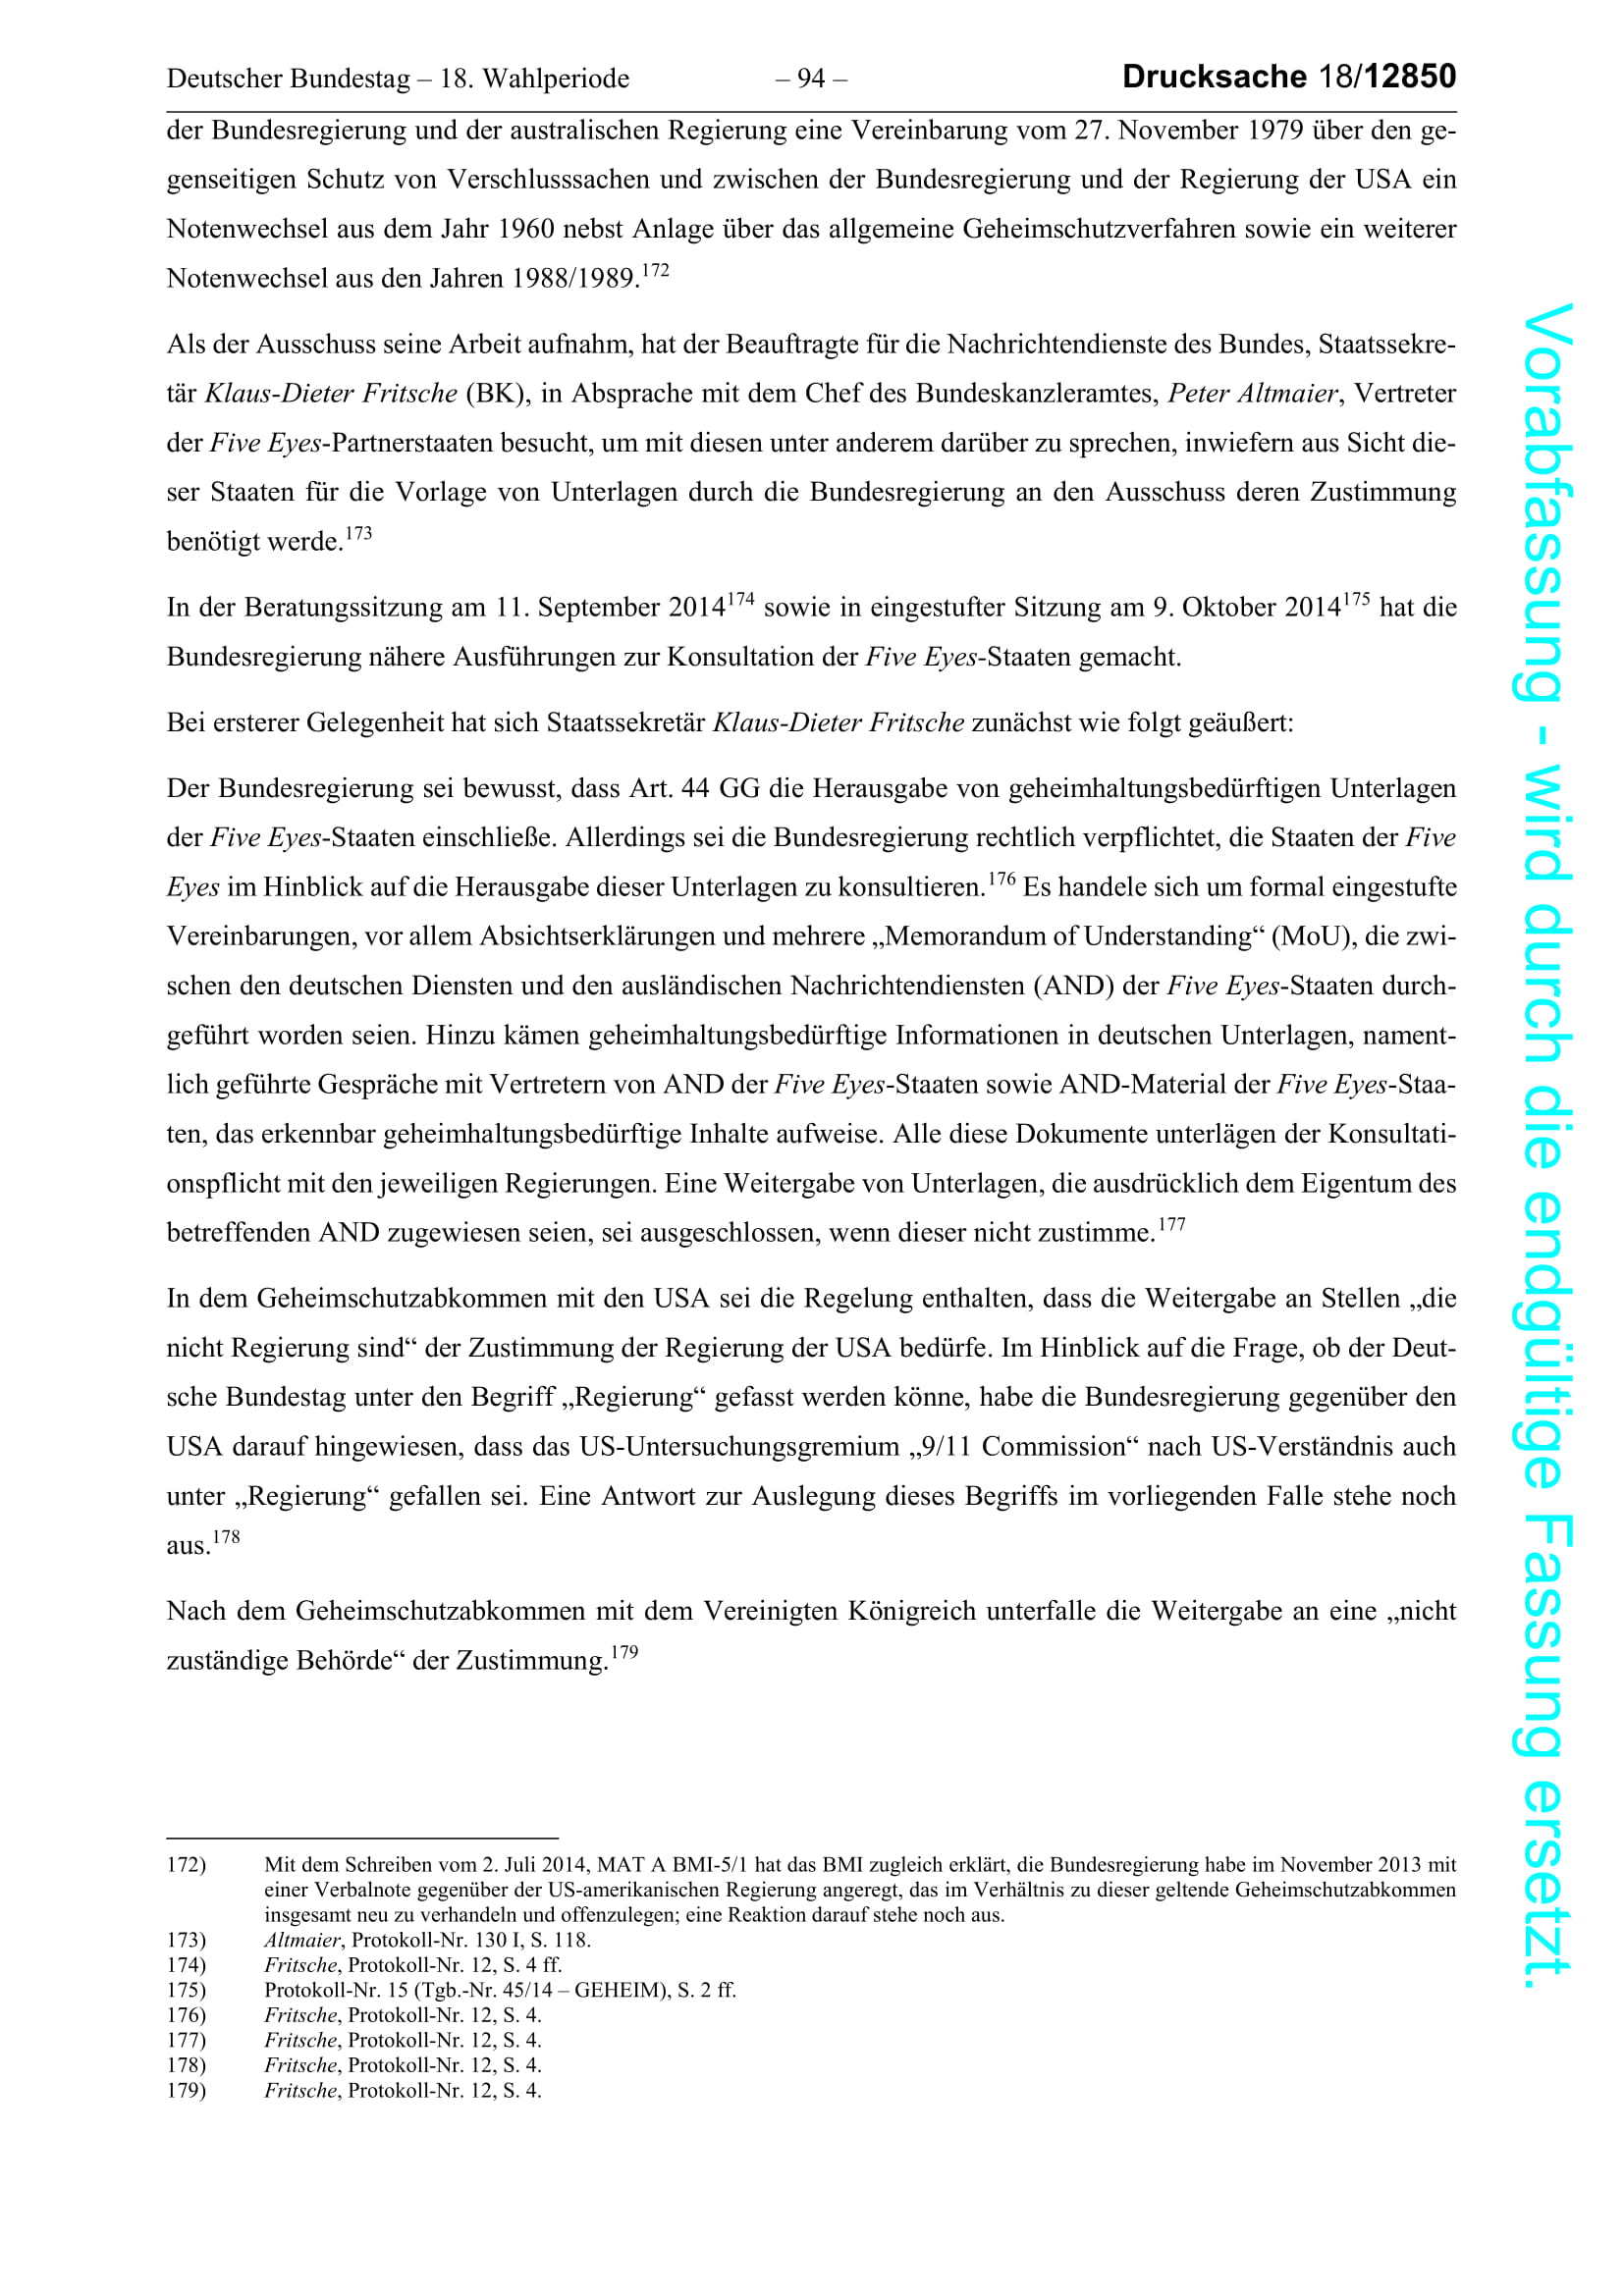 Deutscher Bundestag – 18. Wahlperiode – 94 – Drucksache 18/12850
der Bundesregierung und der australischen Regierung eine Vereinbarung vom 27. November 1979 über den ge-
genseitigen Schutz von Verschlusssachen und zwischen der Bundesregierung und der Regierung der USA ein
Notenwechsel aus dem Jahr 1960 nebst Anlage über das allgemeine Geheimschutzverfahren sowie ein weiterer
Notenwechsel aus den Jahren 1988/1989.172
Als der Ausschuss seine Arbeit aufnahm, hat der Beauftragte für die Nachrichtendienste des Bundes, Staatssekre-
tär Klaus-Dieter Fritsche (BK), in Absprache mit dem Chef des Bundeskanzleramtes, Peter Altmaier, Vertreter
der Five Eyes-Partnerstaaten besucht, um mit diesen unter anderem darüber zu sprechen, inwiefern aus Sicht die-
ser Staaten für die Vorlage von Unterlagen durch die Bundesregierung an den Ausschuss deren Zustimmung
benötigt werde.173
In der Beratungssitzung am 11. September 2014174 sowie in eingestufter Sitzung am 9. Oktober 2014175 hat die
Bundesregierung nähere Ausführungen zur Konsultation der Five Eyes-Staaten gemacht.
Bei ersterer Gelegenheit hat sich Staatssekretär Klaus-Dieter Fritsche zunächst wie folgt geäußert:
Der Bundesregierung sei bewusst, dass Art. 44 GG die Herausgabe von geheimhaltungsbedürftigen Unterlagen
der Five Eyes-Staaten einschließe. Allerdings sei die Bundesregierung rechtlich verpflichtet, die Staaten der Five
Eyes im Hinblick auf die Herausgabe dieser Unterlagen zu konsultieren.176 Es handele sich um formal eingestufte
Vereinbarungen, vor allem Absichtserklärungen und mehrere „Memorandum of Understanding“ (MoU), die zwi-
schen den deutschen Diensten und den ausländischen Nachrichtendiensten (AND) der Five Eyes-Staaten durch-
geführt worden seien. Hinzu kämen geheimhaltungsbedürftige Informationen in deutschen Unterlagen, nament-
lich geführte Gespräche mit Vertretern von AND der Five Eyes-Staaten sowie AND-Material der Five Eyes-Staa-
ten, das erkennbar geheimhaltungsbedürftige Inhalte aufweise. Alle diese Dokumente unterlägen der Konsultati-
onspflicht mit den jeweiligen Regierungen. Eine Weitergabe von Unterlagen, die ausdrücklich dem Eigentum des
betreffenden AND zugewiesen seien, sei ausgeschlossen, wenn dieser nicht zustimme.177
In dem Geheimschutzabkommen mit den USA sei die Regelung enthalten, dass die Weitergabe an Stellen „die
nicht Regierung sind“ der Zustimmung der Regierung der USA bedürfe. Im Hinblick auf die Frage, ob der Deut-
sche Bundestag unter den Begriff „Regierung“ gefasst werden könne, habe die Bundesregierung gegenüber den
USA darauf hingewiesen, dass das US-Untersuchungsgremium „9/11 Commission“ nach US-Verständnis auch
unter „Regierung“ gefallen sei. Eine Antwort zur Auslegung dieses Begriffs im vorliegenden Falle stehe noch
aus.178
Nach dem Geheimschutzabkommen mit dem Vereinigten Königreich unterfalle die Weitergabe an eine „nicht
zuständige Behörde“ der Zustimmung.179
172) Mit dem Schreiben vom 2. Juli 2014, MAT A BMI-5/1 hat das BMI zugleich erklärt, die Bundesregierung habe im November 2013 mit
einer Verbalnote gegenüber der US-amerikanischen Regierung angeregt, das im Verhältnis zu dieser geltende Geheimschutzabkommen
insgesamt neu zu verhandeln und offenzulegen; eine Reaktion darauf stehe noch aus.
173) Altmaier, Protokoll-Nr. 130 I, S. 118.
174) Fritsche, Protokoll-Nr. 12, S. 4 ff.
175) Protokoll-Nr. 15 (Tgb.-Nr. 45/14 – GEHEIM), S. 2 ff.
176) Fritsche, Protokoll-Nr. 12, S. 4.
177) Fritsche, Protokoll-Nr. 12, S. 4.
178) Fritsche, Protokoll-Nr. 12, S. 4.
179) Fritsche, Protokoll-Nr. 12, S. 4.
Vorabfassung - wird durch die endgültige Fassung ersetzt.